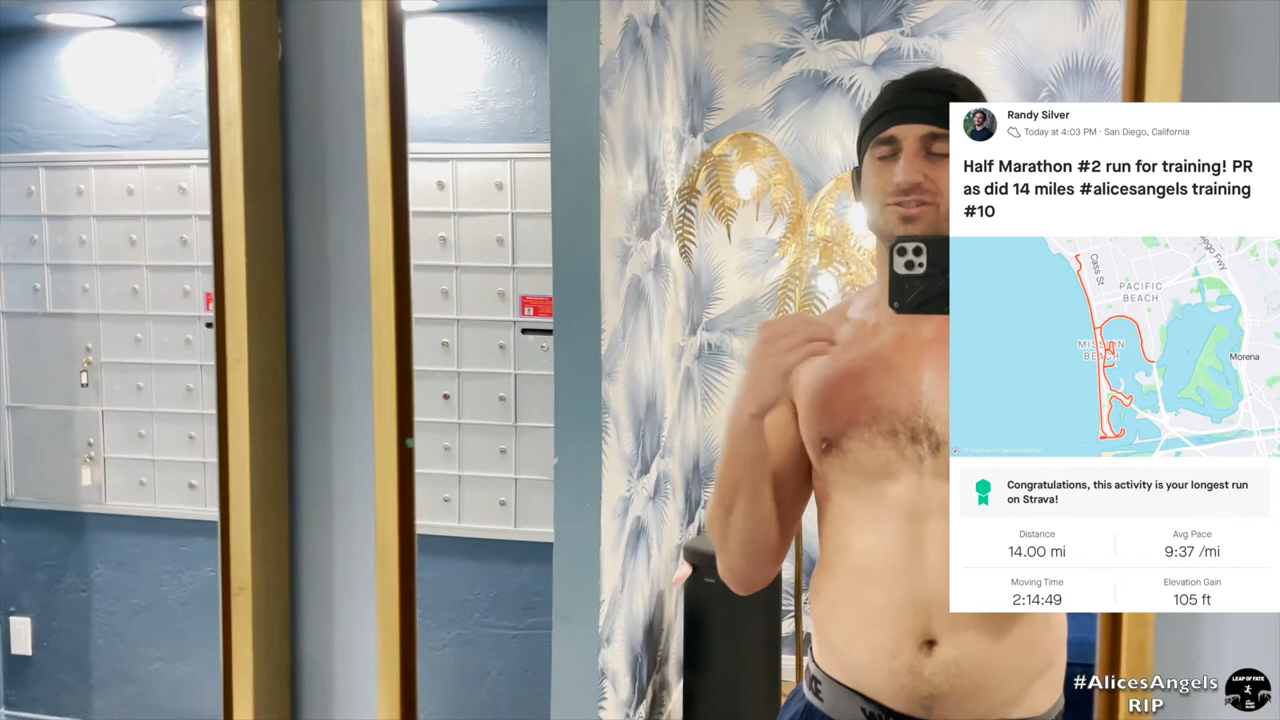 Randy Silver
Today at 4:03 PM · San Diego, California
Half Marathon #2 run for training! PR
as did 14 miles #alicesangels training
#10
Cass St
PACIFIC
BEACH
MISSION
BEACH
Morena
Congratulations, this activity is your longest run
on Strava!
Distance
14.00 mi
Avg Pace
9:37 /mi
Moving Time
2:14:49
Elevation Gain
105 ft
#AlicesAngels
RIP
LEAP OF FATE